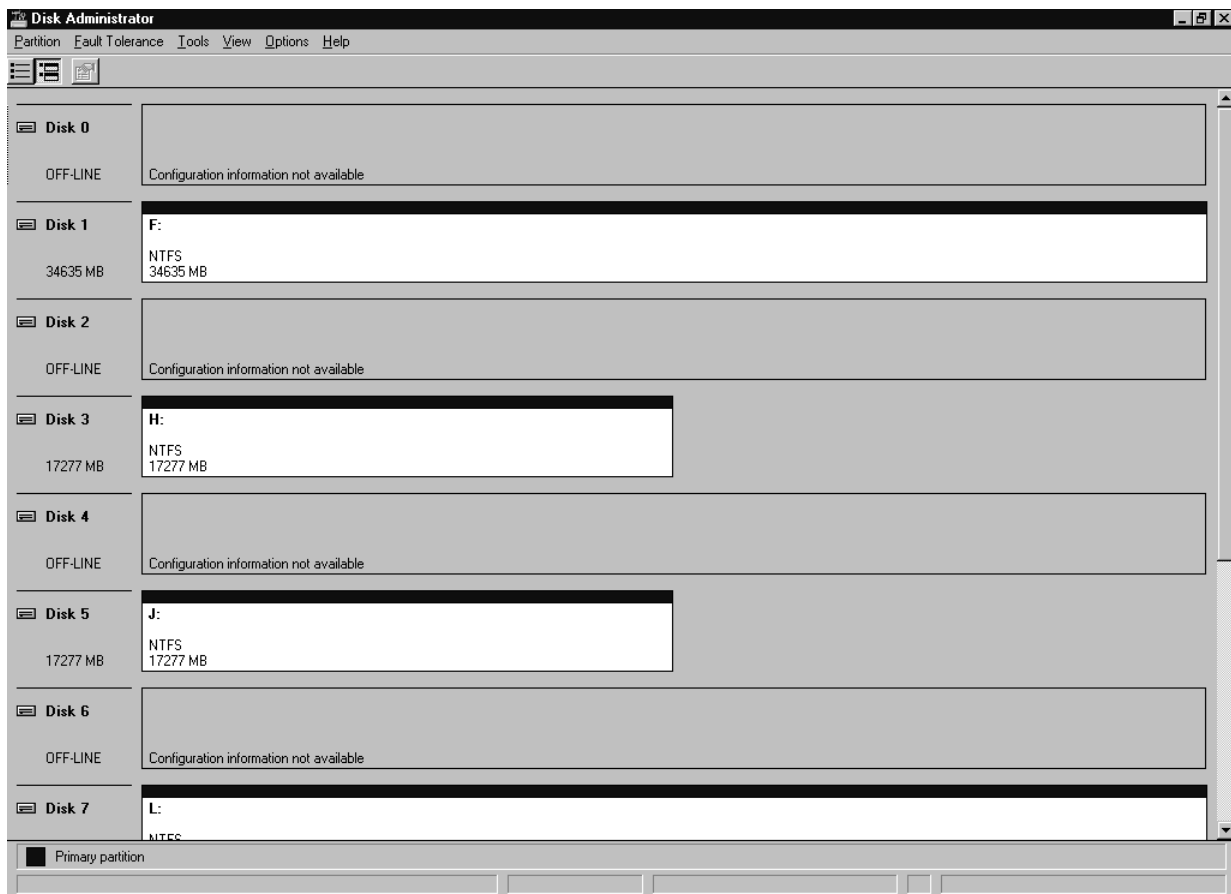 Disk Administrator
Partition Fault Tolerance Tools View Options Help
Disk 0
OFF-LINE Configuration information not available
Disk 1 F:
NTFS
34635 MB 34635 MB
Disk 2
OFF-LINE Configuration information not available
Disk 3 H:
NTFS
17277 MB 17277 MB
Disk 4
OFF-LINE Configuration information not available
Disk 5 J:
NTFS
17277 MB 17277 MB
Disk 6
OFF-LINE Configuration information not available
Disk 7 L:
NTFS
Primary partition